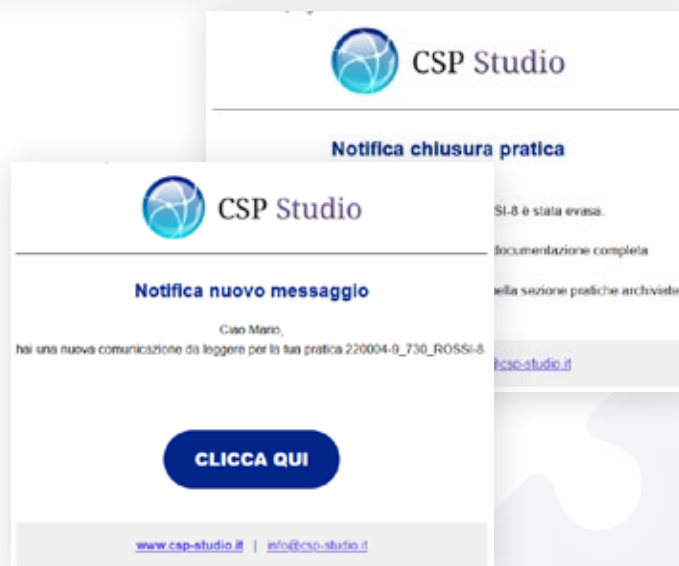 CSP Studio
Notifica chiusura pratica
SI-8 è stata evasa.
documentazione completa
nella sezione pratiche archiviate
@csp-studio.it
CSP Studio
Notifica nuovo messaggio
Ciao Mario,
hai una nuova comunicazione da leggere per la tua pratica 220004-9_730_ROSSI-8
CLICCA QUI
www.csp-studio.it | info@csp-studio.it